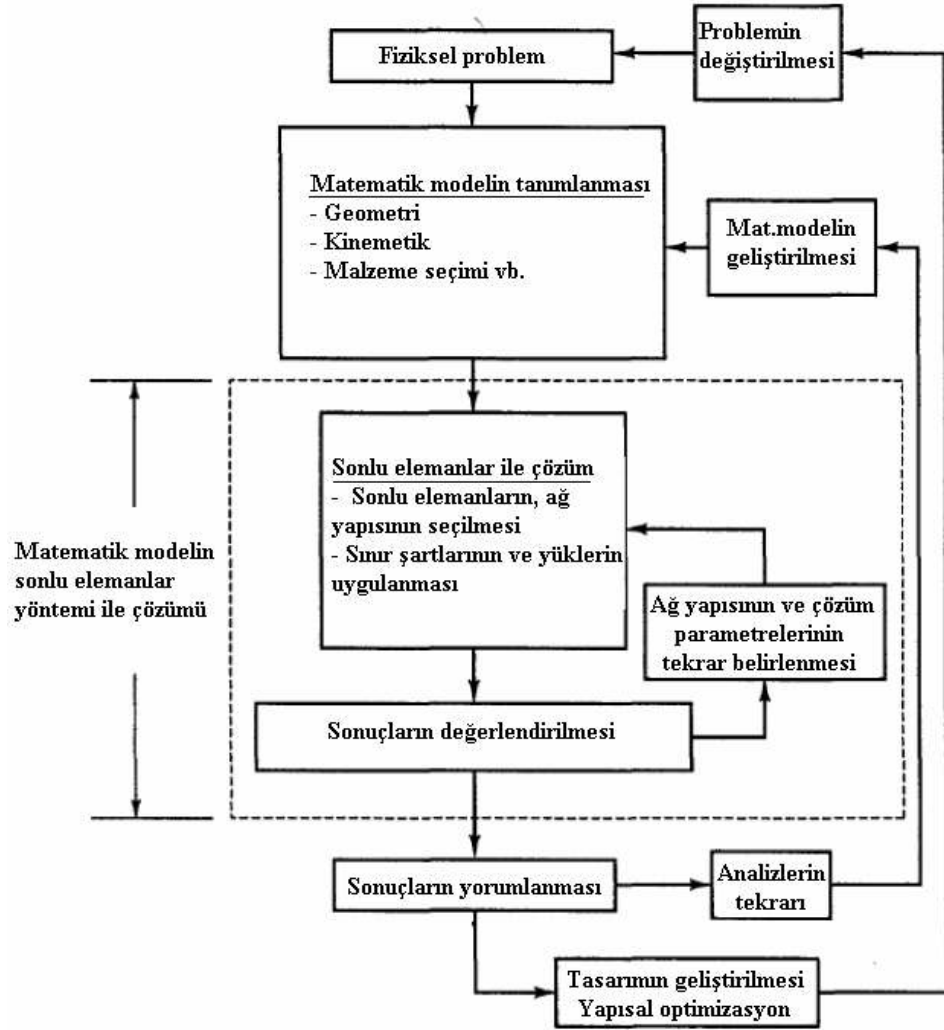 Problemin
değiştirilmesi
Fiziksel problem
Matematik modelin tanımlanması
- Geometri
- Kinemetik
- Malzeme seçimi vb.
Mat.modelin
geliştirilmesi
Sonlu elemanlar ile çözüm
- Sonlu elemanların, ağ
yapısının seçilmesi
- Sınır şartlarının ve yüklerin
uygulanması
Matematik modelin
sonlu elemanlar
yöntemi ile çözümü
Ağ yapısının ve çözüm
parametrelerinin
tekrar belirlenmesi
Sonuçların değerlendirilmesi
Sonuçların yorumlanması
Analizlerin
tekrarı
Tasarımın geliştirilmesi
Yapısal optimizasyon